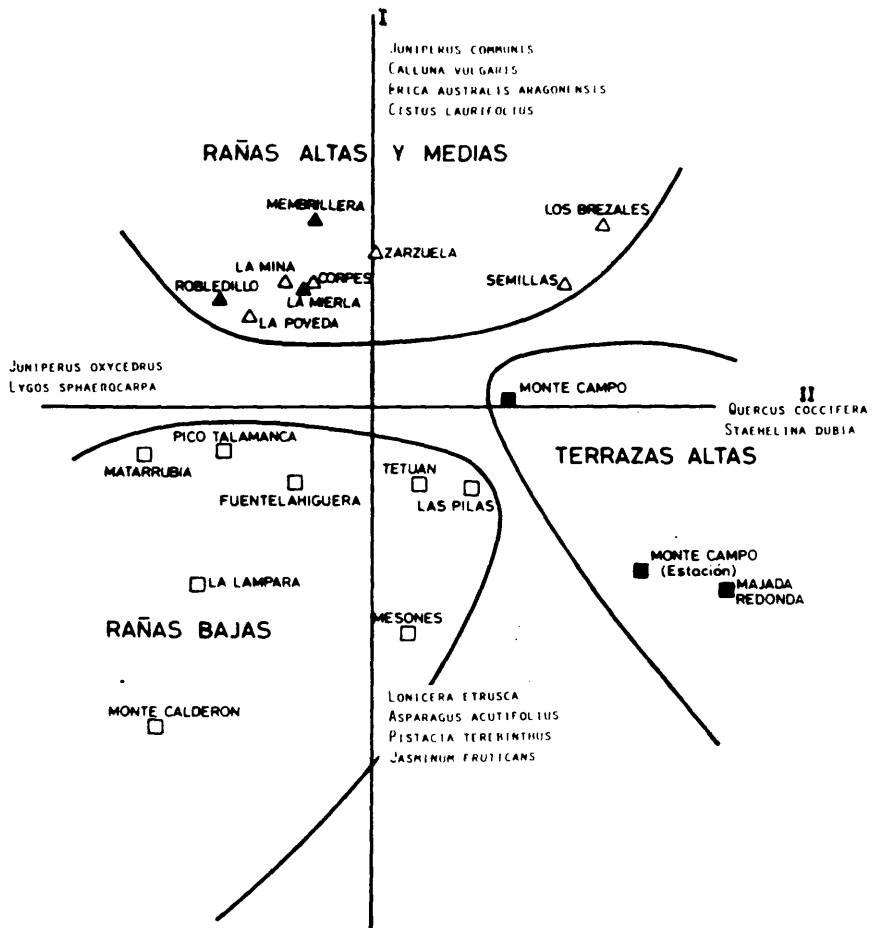 I
JUNIPERUS COMMUNIS
CALLUNA VULGARIS
ERICA AUSTRALIS ARAGONENSIS
CISTUS LAURIFOLIUS
RAÑAS ALTAS Y MEDIAS
MEMBRILLERA
LOS BREZALES
ZARZUELA
LA MINA
CORPES
SEMILLAS
ROBLEDILLO
LA MIERLA
LA POVEDA
JUNIPERUS OXYCEDRUS
LYGOS SPHAEROCARPA
MONTE CAMPO
II
QUERCUS COCCIFERA
STAEHELINA DUBIA
PICO TALAMANCA
TERRAZAS ALTAS
MATARRUBIA
TETUAN
FUENTELAHIGUERA
LAS PILAS
MONTE CAMPO
(Estación)
LA LAMPARA
MAJADA
REDONDA
MESONES
RAÑAS BAJAS
LONICERA ETRUSCA
MONTE CALDERON
ASPARAGUS ACUTIFOLIUS
PISTACIA TEREBINTHUS
JASMINUM FRUTICANS